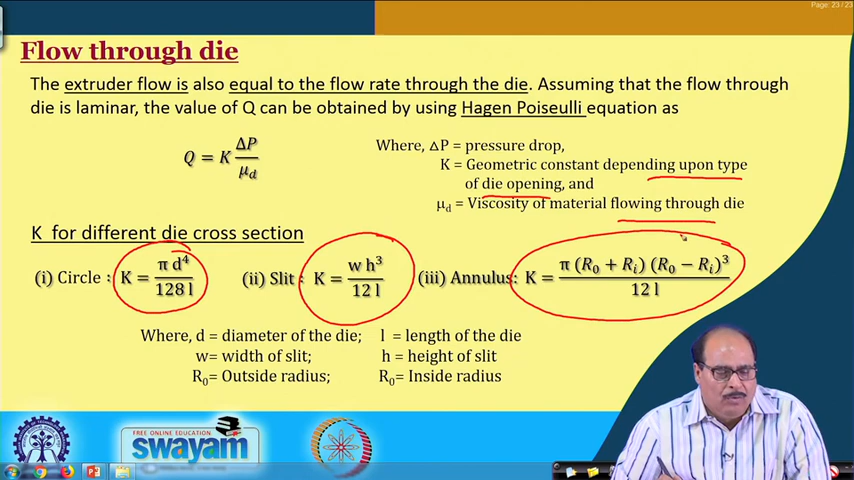 Page: 23 / 23
Flow through die
The extruder flow is also equal to the flow rate through the die. Assuming that the flow through
die is laminar, the value of Q can be obtained by using Hagen Poiseulli equation as
Q = K ΔP / μd
Where, △P = pressure drop,
K = Geometric constant depending upon type
of die opening, and
μd = Viscosity of material flowing through die
K for different die cross section
(i) Circle : K = π d⁴ / 128 l (ii) Slit : K = w h³ / 12 l (iii) Annulus: K = π (R₀ + Rᵢ) (R₀ − Rᵢ)³ / 12 l
Where, d = diameter of the die; l = length of the die
w= width of slit; h = height of slit
R₀= Outside radius; R₀= Inside radius
FREE ONLINE EDUCATION
swayam